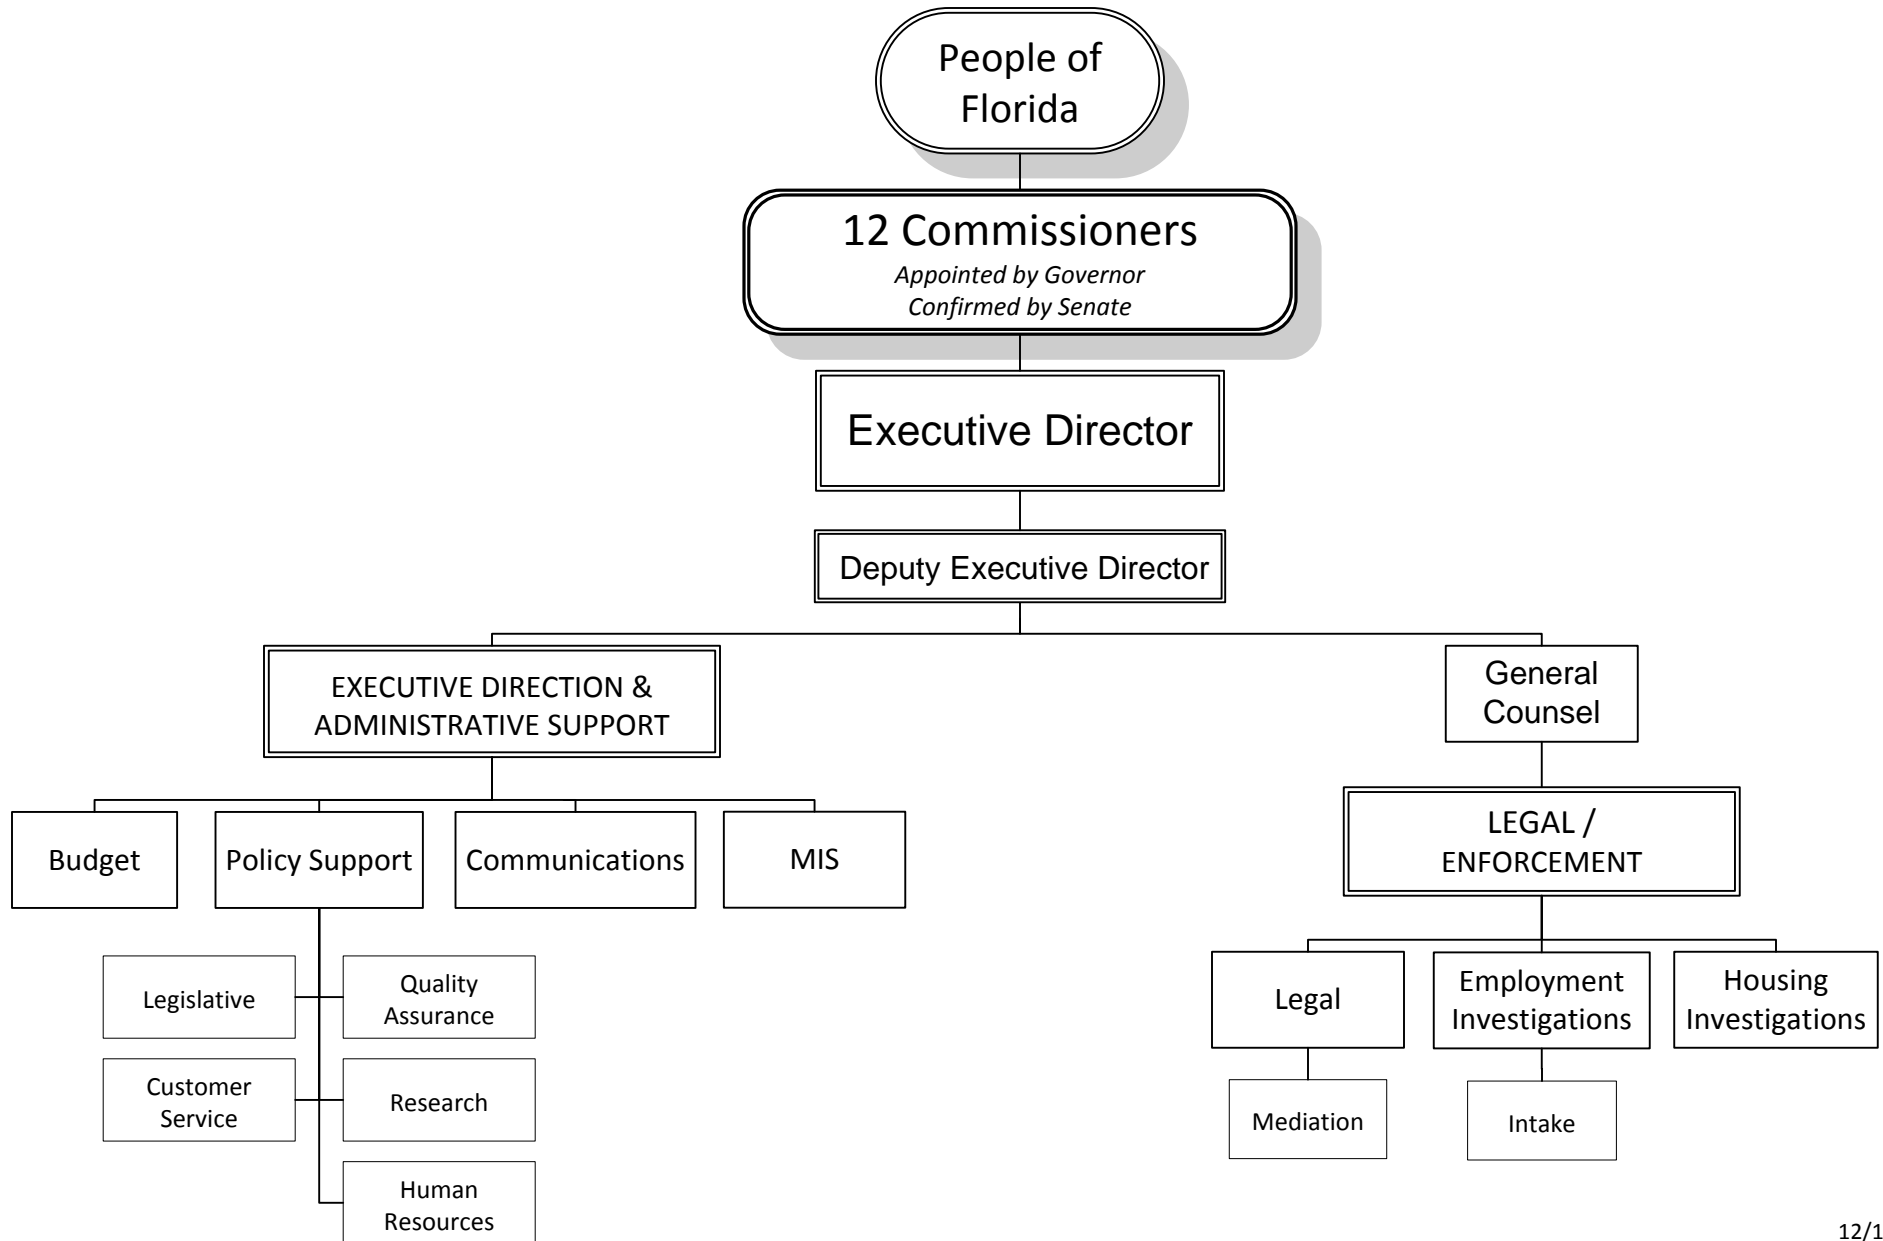 People of
Florida
12 Commissioners
Appointed by Governor
Confirmed by Senate
Executive Director
Deputy Executive Director
EXECUTIVE DIRECTION &
ADMINISTRATIVE SUPPORT
General
Counsel
Budget
Policy Support
Communications
MIS
LEGAL /
ENFORCEMENT
Legislative
Quality
Assurance
Customer
Service
Research
Human
Resources
Legal
Employment
Investigations
Housing
Investigations
Mediation
Intake
12/1